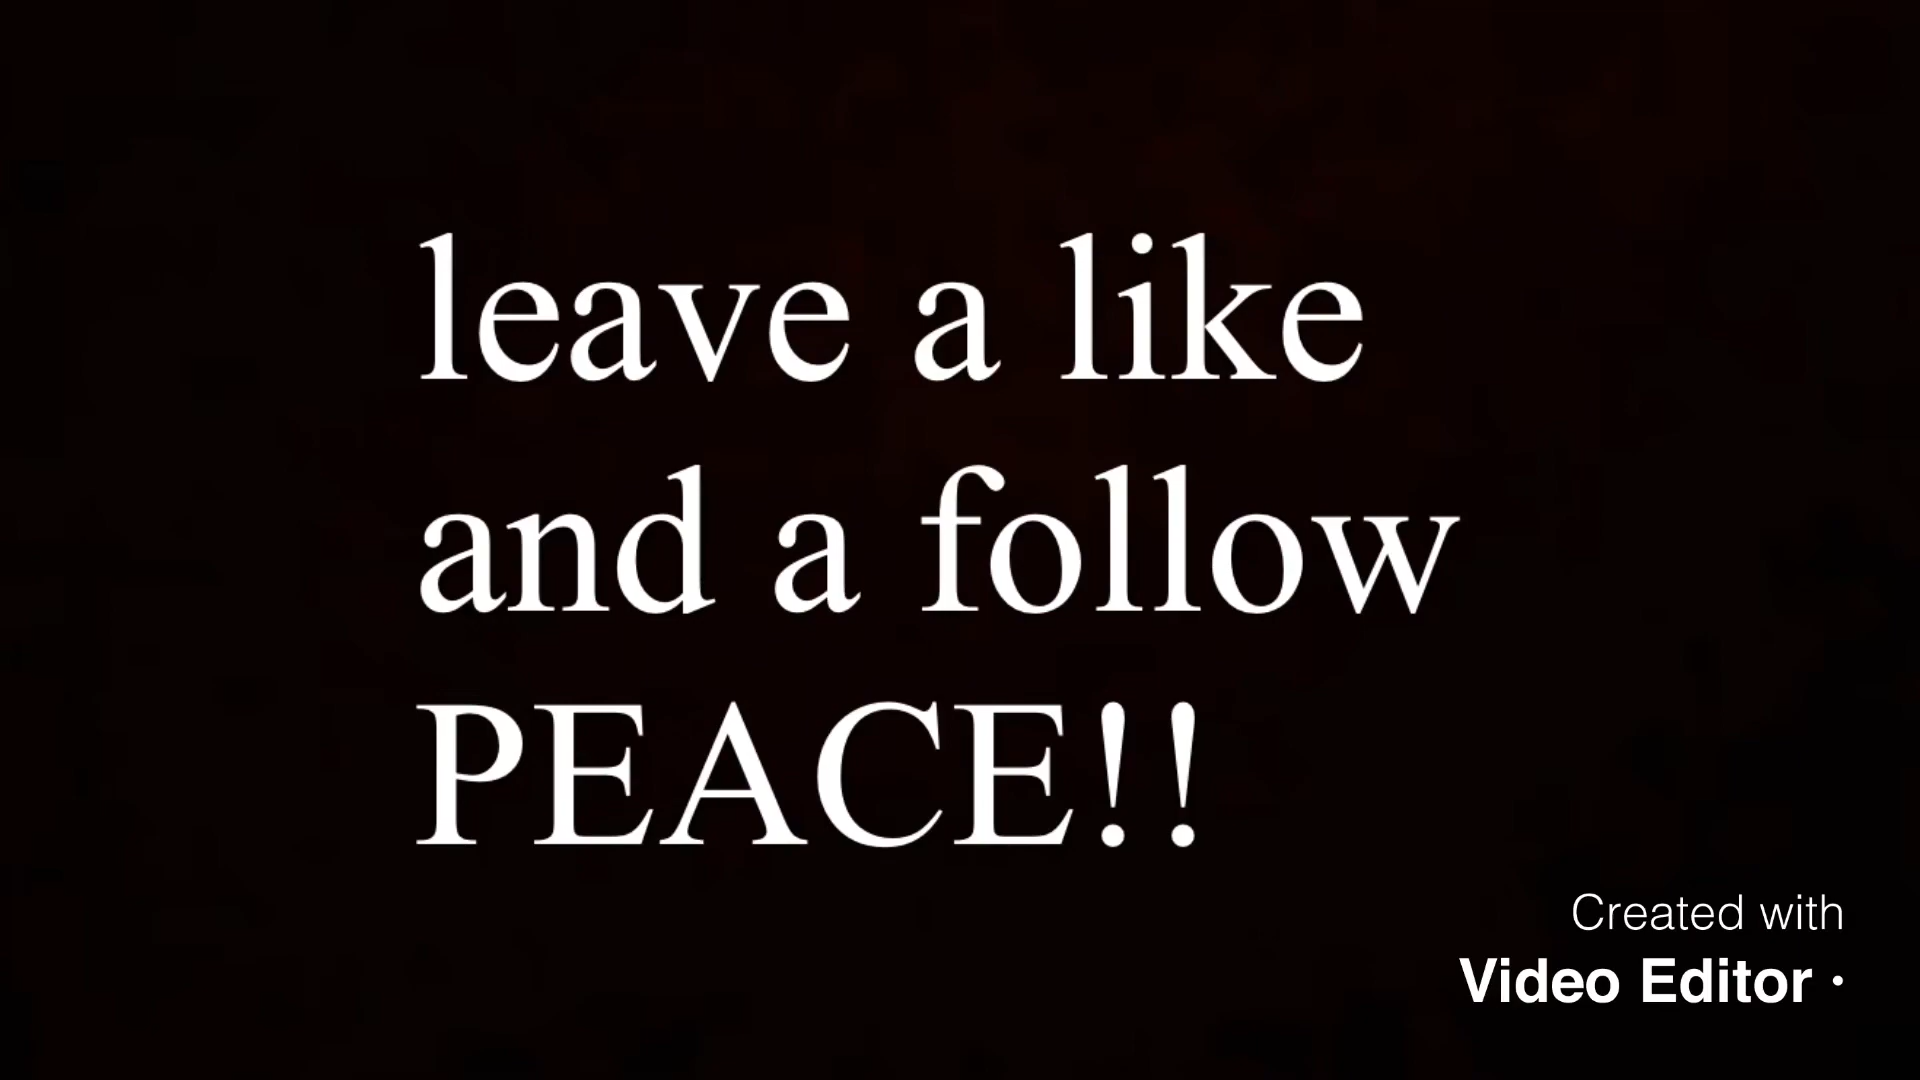 leave a like
and a follow
PEACE!!
Created with
Video Editor ·